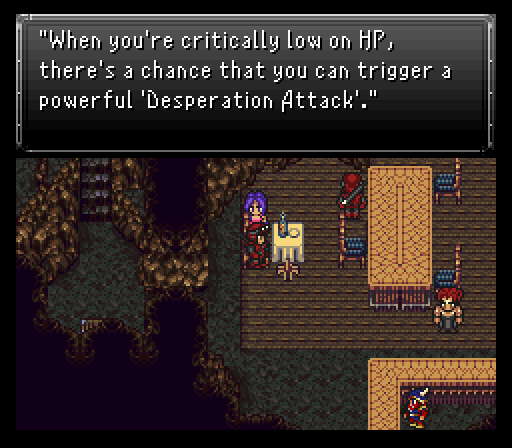 "When you're critically low on HP,
there's a chance that you can trigger a
powerful 'Desperation Attack'."